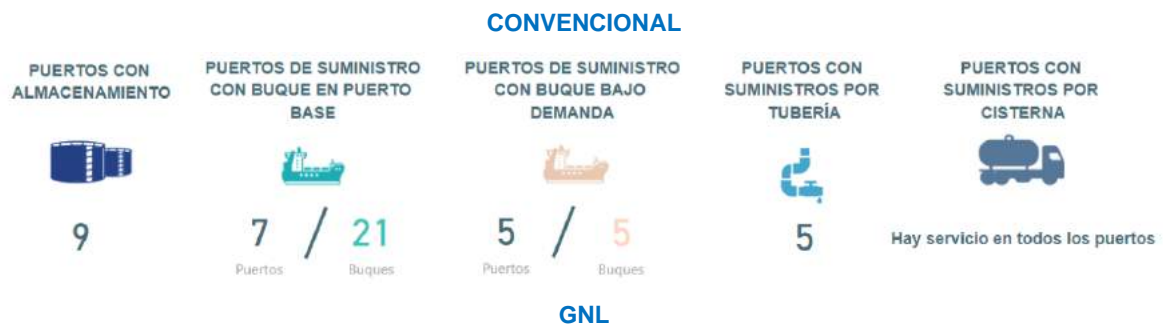 CONVENCIONAL
PUERTOS CON
ALMACENAMIENTO
9
PUERTOS DE SUMINISTRO
CON BUQUE EN PUERTO
BASE
7 / 21
Puertos Buques
PUERTOS DE SUMINISTRO
CON BUQUE BAJO
DEMANDA
5 / 5
Puertos Buques
PUERTOS CON
SUMINISTROS POR
TUBERÍA
5
PUERTOS CON
SUMINISTROS POR
CISTERNA
Hay servicio en todos los puertos
GNL